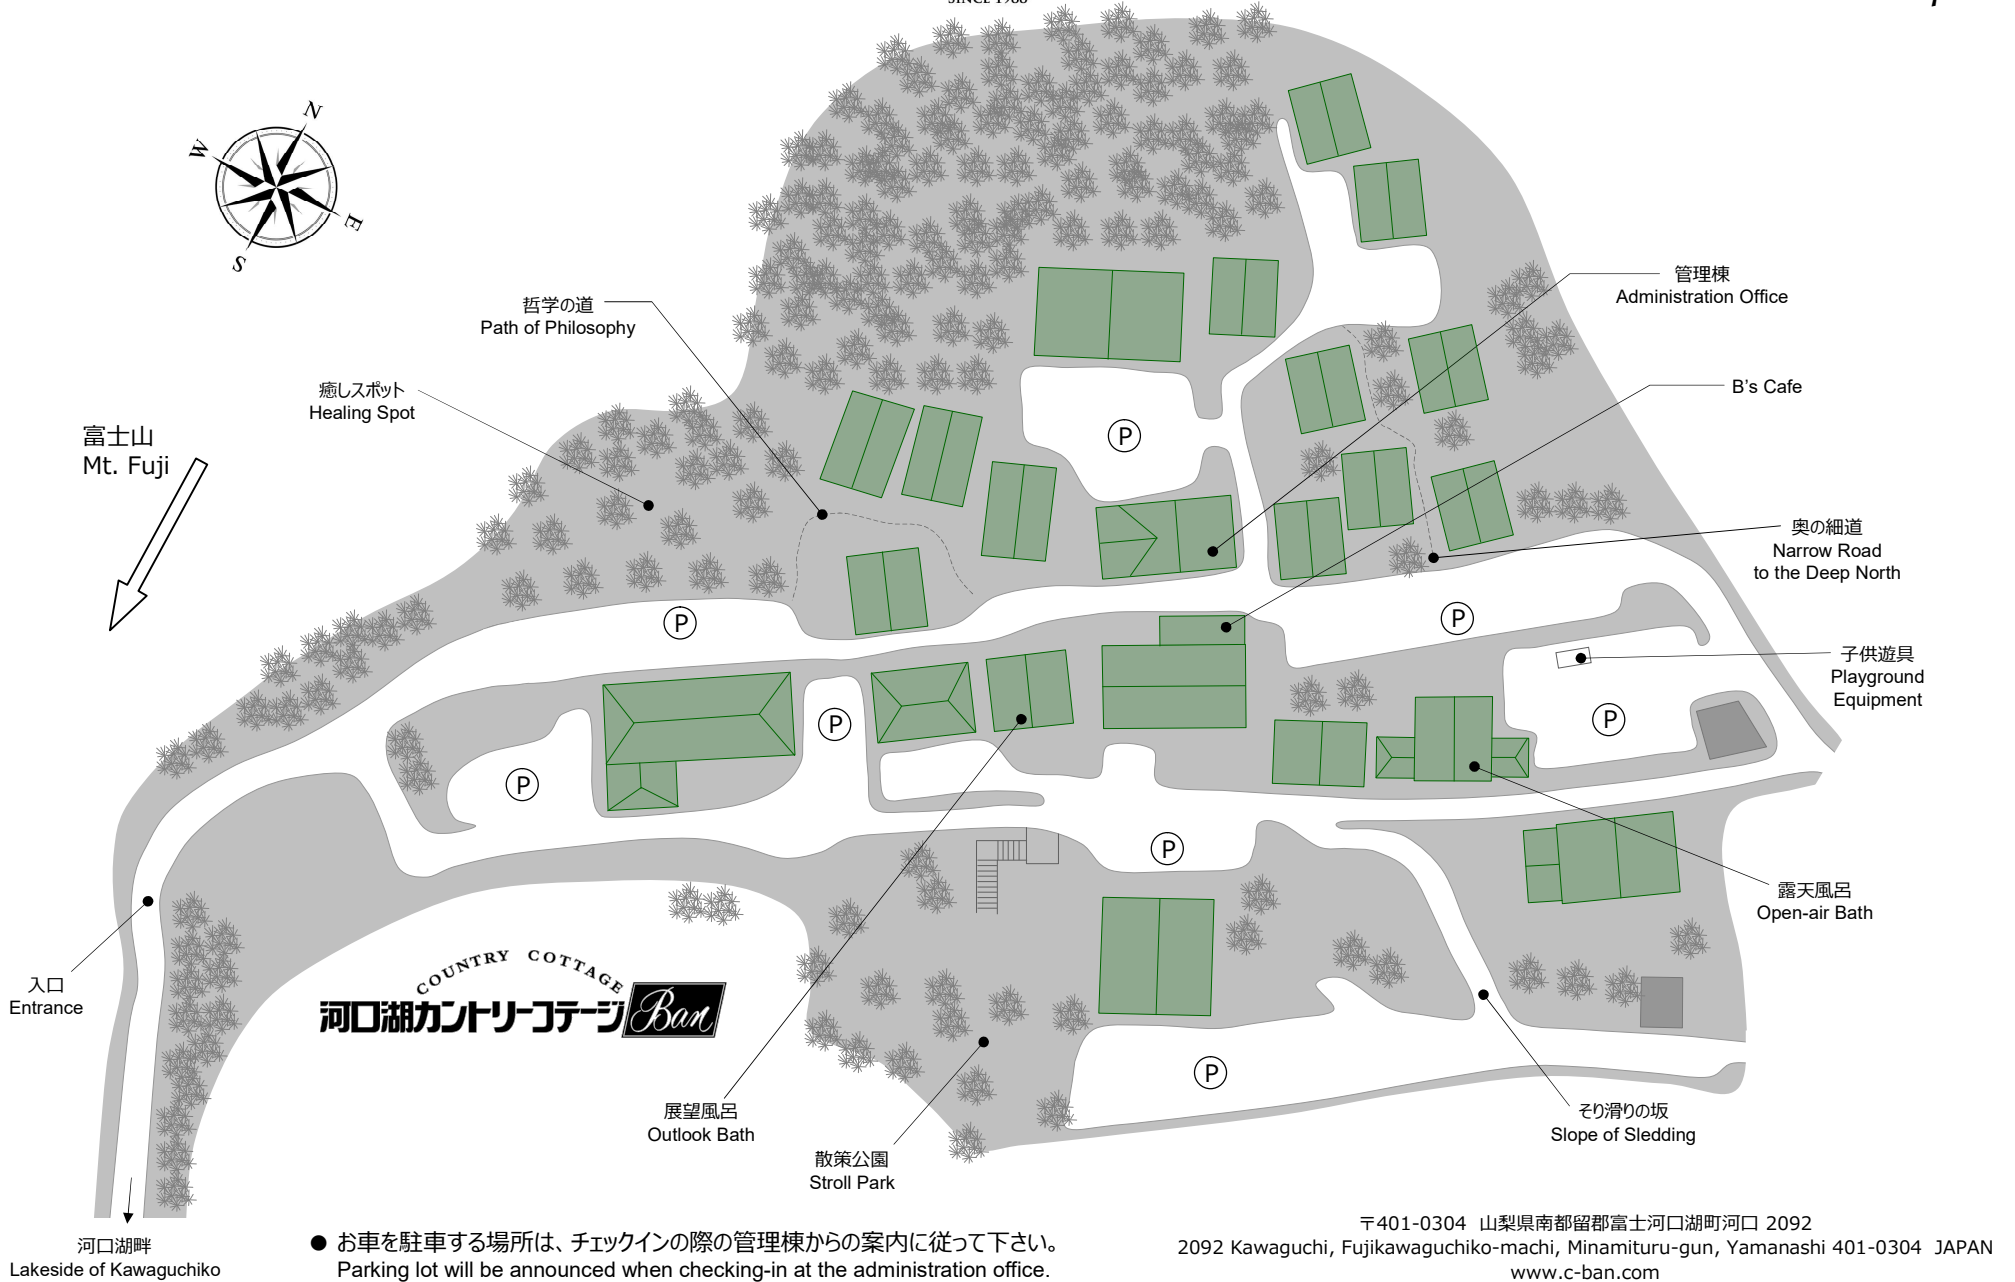 SINCE 1988
N
W
E
S
管理棟
Administration Office
哲学の道
Path of Philosophy
癒しスポット
Healing Spot
B's Cafe
富士山
Mt. Fuji
P
奥の細道
Narrow Road
to the Deep North
P
P
子供遊具
Playground
Equipment
P
P
P
P
露天風呂
Open-air Bath
入口
Entrance
COUNTRY COTTAGE
河口湖カントリーコテージ Ban
P
展望風呂
Outlook Bath
そり滑りの坂
Slope of Sledding
散策公園
Stroll Park
河口湖畔
Lakeside of Kawaguchiko
● お車を駐車する場所は、チェックインの際の管理棟からの案内に従って下さい。
Parking lot will be announced when checking-in at the administration office.
〒401-0304 山梨県南都留郡富士河口湖町河口 2092
2092 Kawaguchi, Fujikawaguchiko-machi, Minamituru-gun, Yamanashi 401-0304 JAPAN
www.c-ban.com